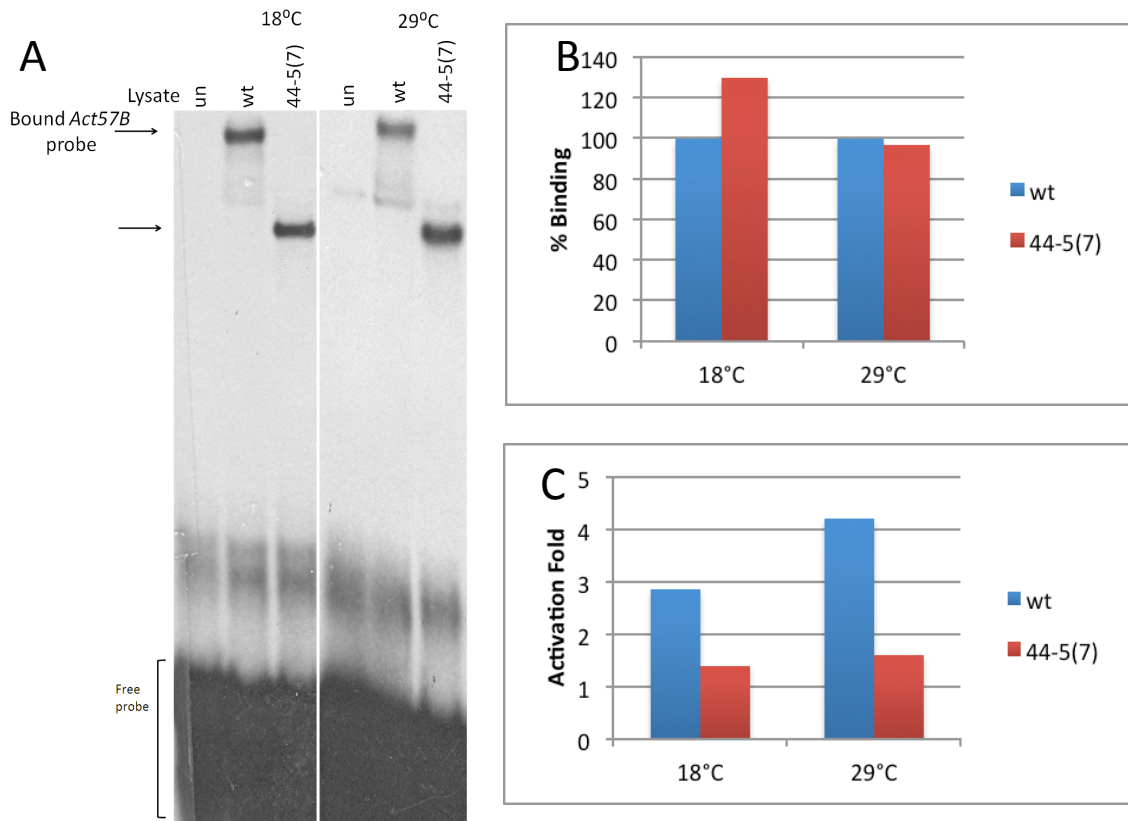 A
18⁰C
29⁰C
Lysate
un
wt
44-5(7)
un
wt
44-5(7)
Bound Act57B
probe
Free
probe
B
% Binding
140
120
100
80
60
40
20
0
18°C
29°C
wt
44-5(7)
C
Activation Fold
5
4
3
2
1
0
18°C
29°C
wt
44-5(7)